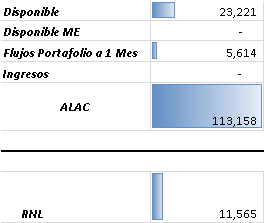 Disponible 23,221
Disponible ME -
Flujos Portafolio a 1 Mes 5,614
Ingresos -
ALAC 113,158
RNL 11,565